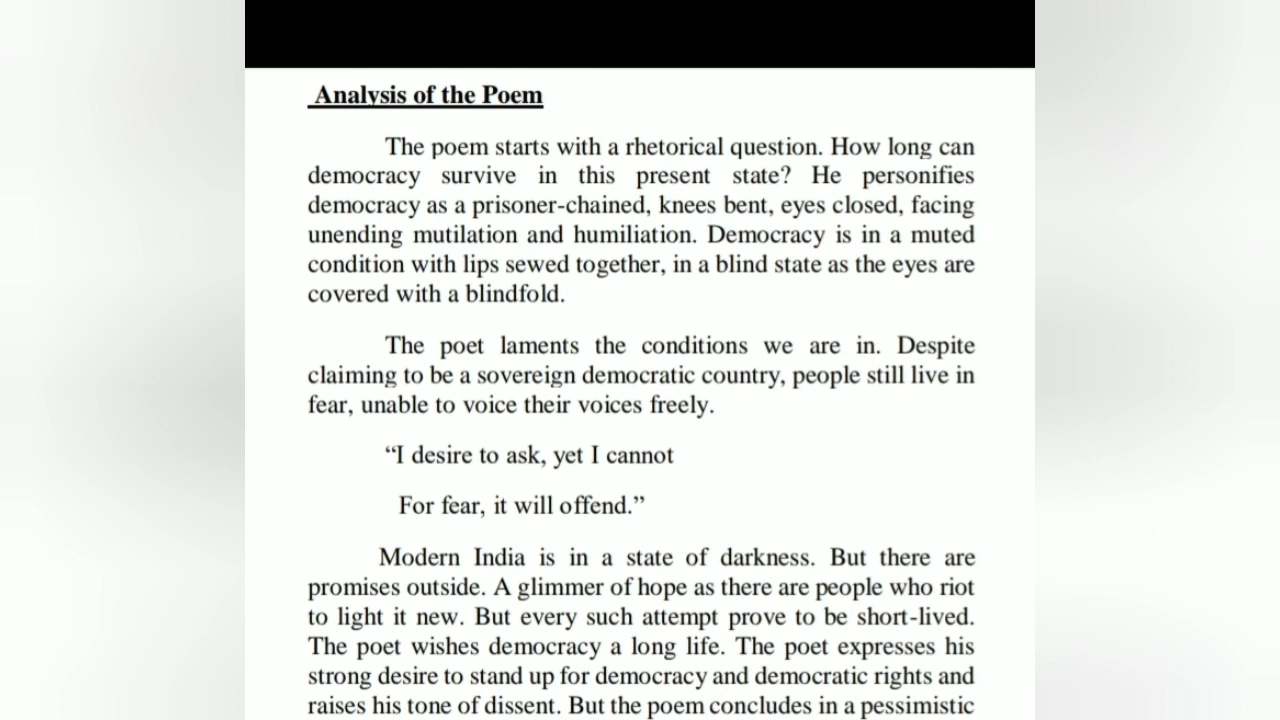 Analysis of the Poem
The poem starts with a rhetorical question. How long can
democracy survive in this present state? He personifies
democracy as a prisoner-chained, knees bent, eyes closed, facing
unending mutilation and humiliation. Democracy is in a muted
condition with lips sewed together, in a blind state as the eyes are
covered with a blindfold.
The poet laments the conditions we are in. Despite
claiming to be a sovereign democratic country, people still live in
fear, unable to voice their voices freely.
“I desire to ask, yet I cannot
For fear, it will offend.”
Modern India is in a state of darkness. But there are
promises outside. A glimmer of hope as there are people who riot
to light it new. But every such attempt prove to be short-lived.
The poet wishes democracy a long life. The poet expresses his
strong desire to stand up for democracy and democratic rights and
raises his tone of dissent. But the poem concludes in a pessimistic